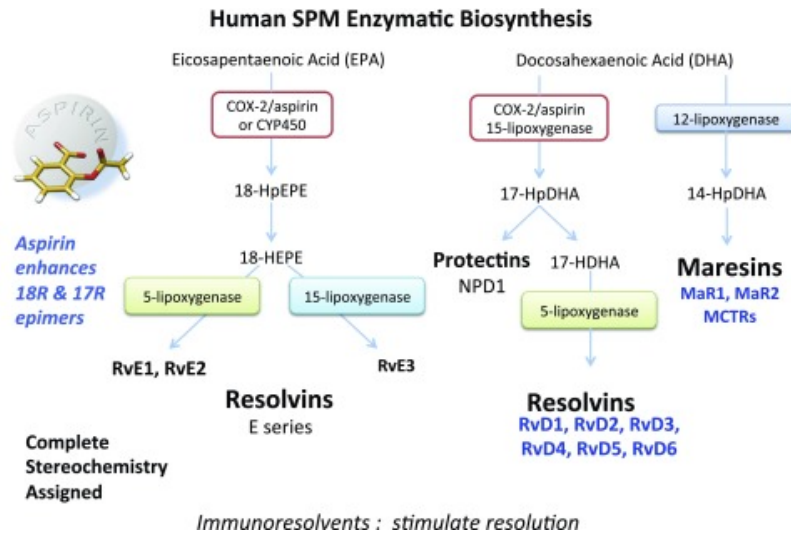 Human SPM Enzymatic Biosynthesis
Eicosapentaenoic Acid (EPA)
Docosahexaenoic Acid (DHA)
ASPIRIN
COX-2/aspirin
or CYP450
COX-2/aspirin
15-lipoxygenase
12-lipoxygenase
18-HpEPE
17-HpDHA
14-HpDHA
Aspirin
enhances
18R & 17R
epimers
18-HEPE
Protectins
NPD1
17-HDHA
Maresins
MaR1, MaR2
MCTRs
5-lipoxygenase
15-lipoxygenase
5-lipoxygenase
RvE1, RvE2
RvE3
Resolvins
E series
Resolvins
RvD1, RvD2, RvD3,
RvD4, RvD5, RvD6
Complete
Stereochemistry
Assigned
Immunoresolvents : stimulate resolution